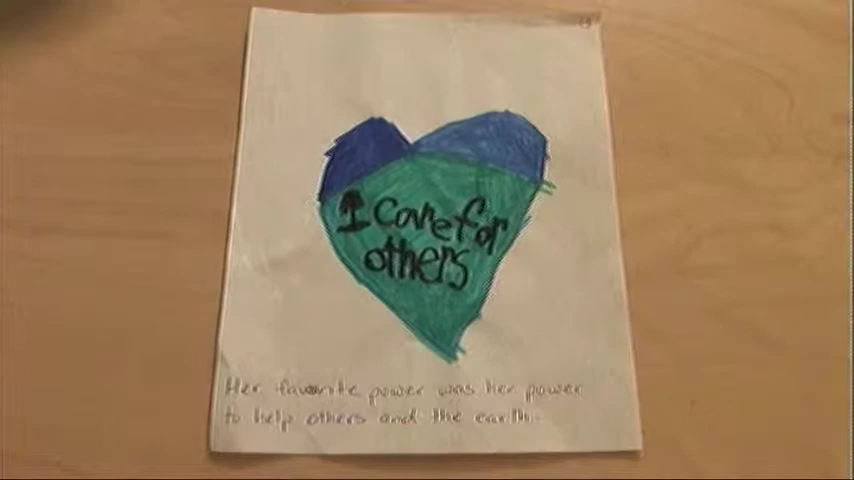 I care for
others
Her favorite power was her power
to help others and the earth.